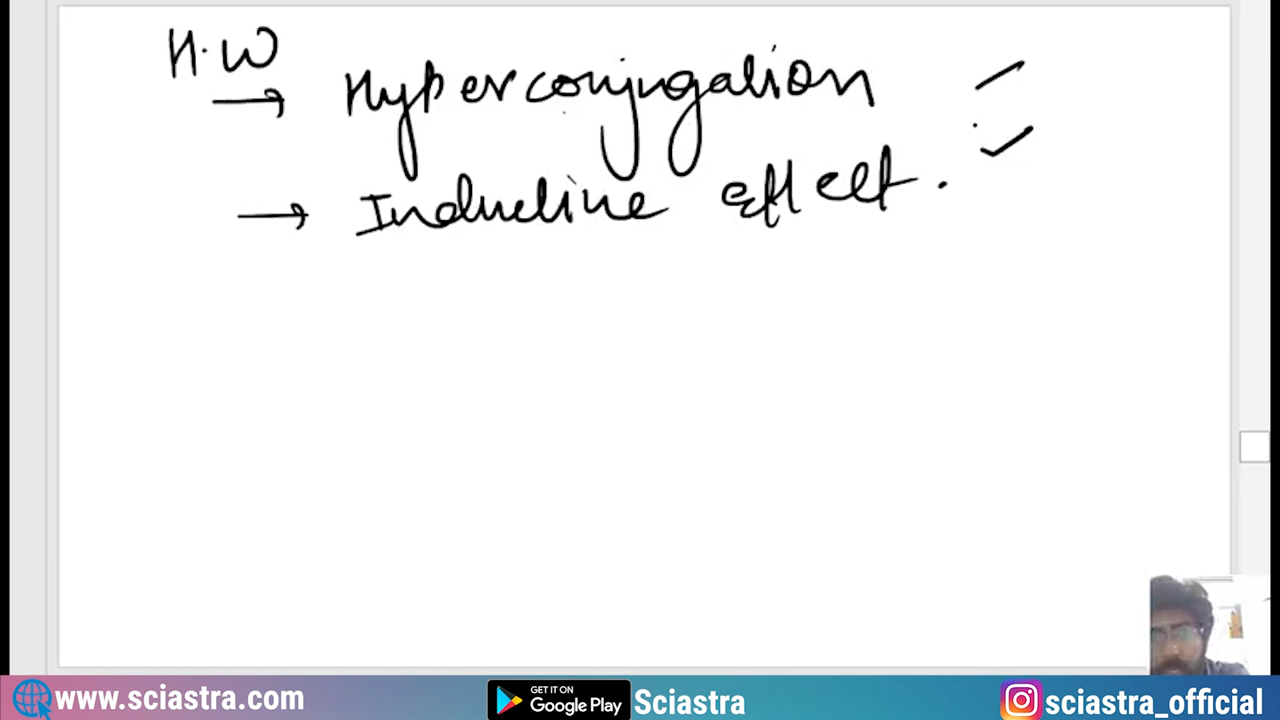 H.W
→ Hyperconjugation
→ Inductive effect.
www.sciastra.com
GET IT ON
Google Play
Sciastra
sciastra_official